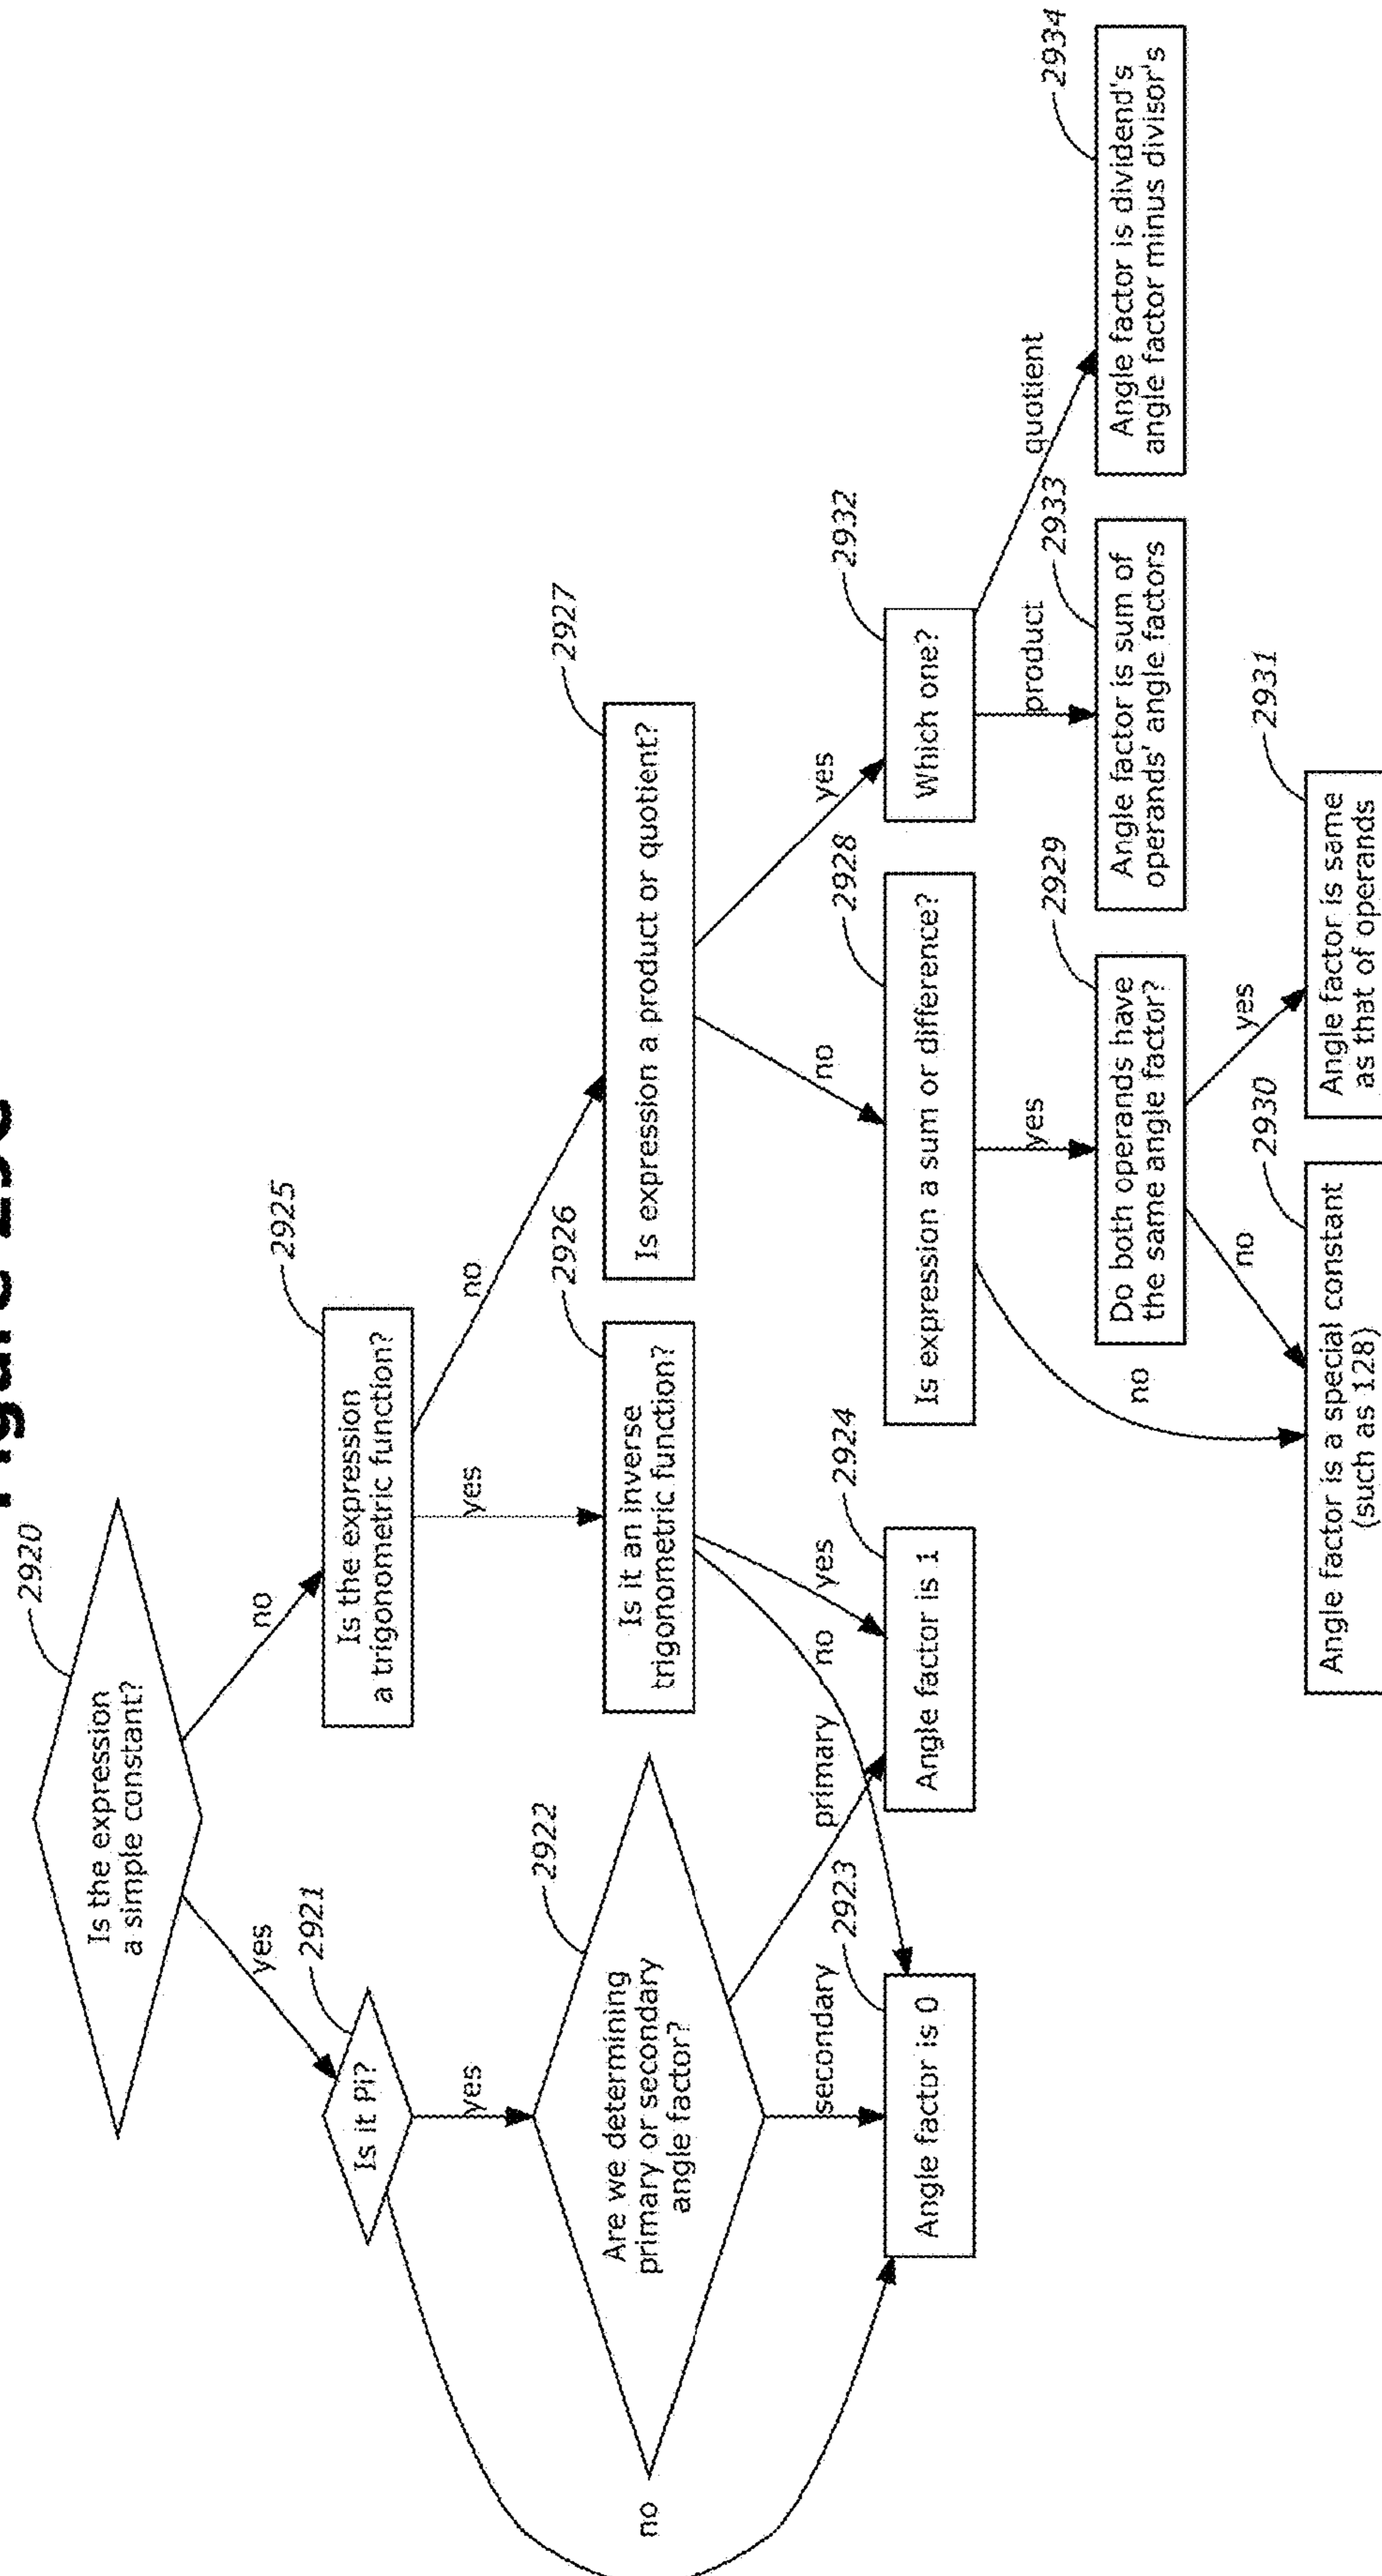 2920
Is the expression
a simple constant?
yes
no
2921
Is it Pi?
2925
Is the expression
a trigonometric function?
yes
yes
no
2922
Are we determining
primary or secondary
angle factor?
no
2926
Is it an inverse
trigonometric function?
2927
Is expression a product or quotient?
secondary
primary
no
yes
no
yes
2923
Angle factor is 0
2924
Angle factor is 1
2928
Is expression a sum or difference?
2932
Which one?
no
yes
product
quotient
2929
Do both operands have
the same angle factor?
2933
Angle factor is sum of
operands' angle factors
2934
Angle factor is dividend's
angle factor minus divisor's
no
yes
2930
Angle factor is a special constant
(such as 128)
2931
Angle factor is same
as that of operands